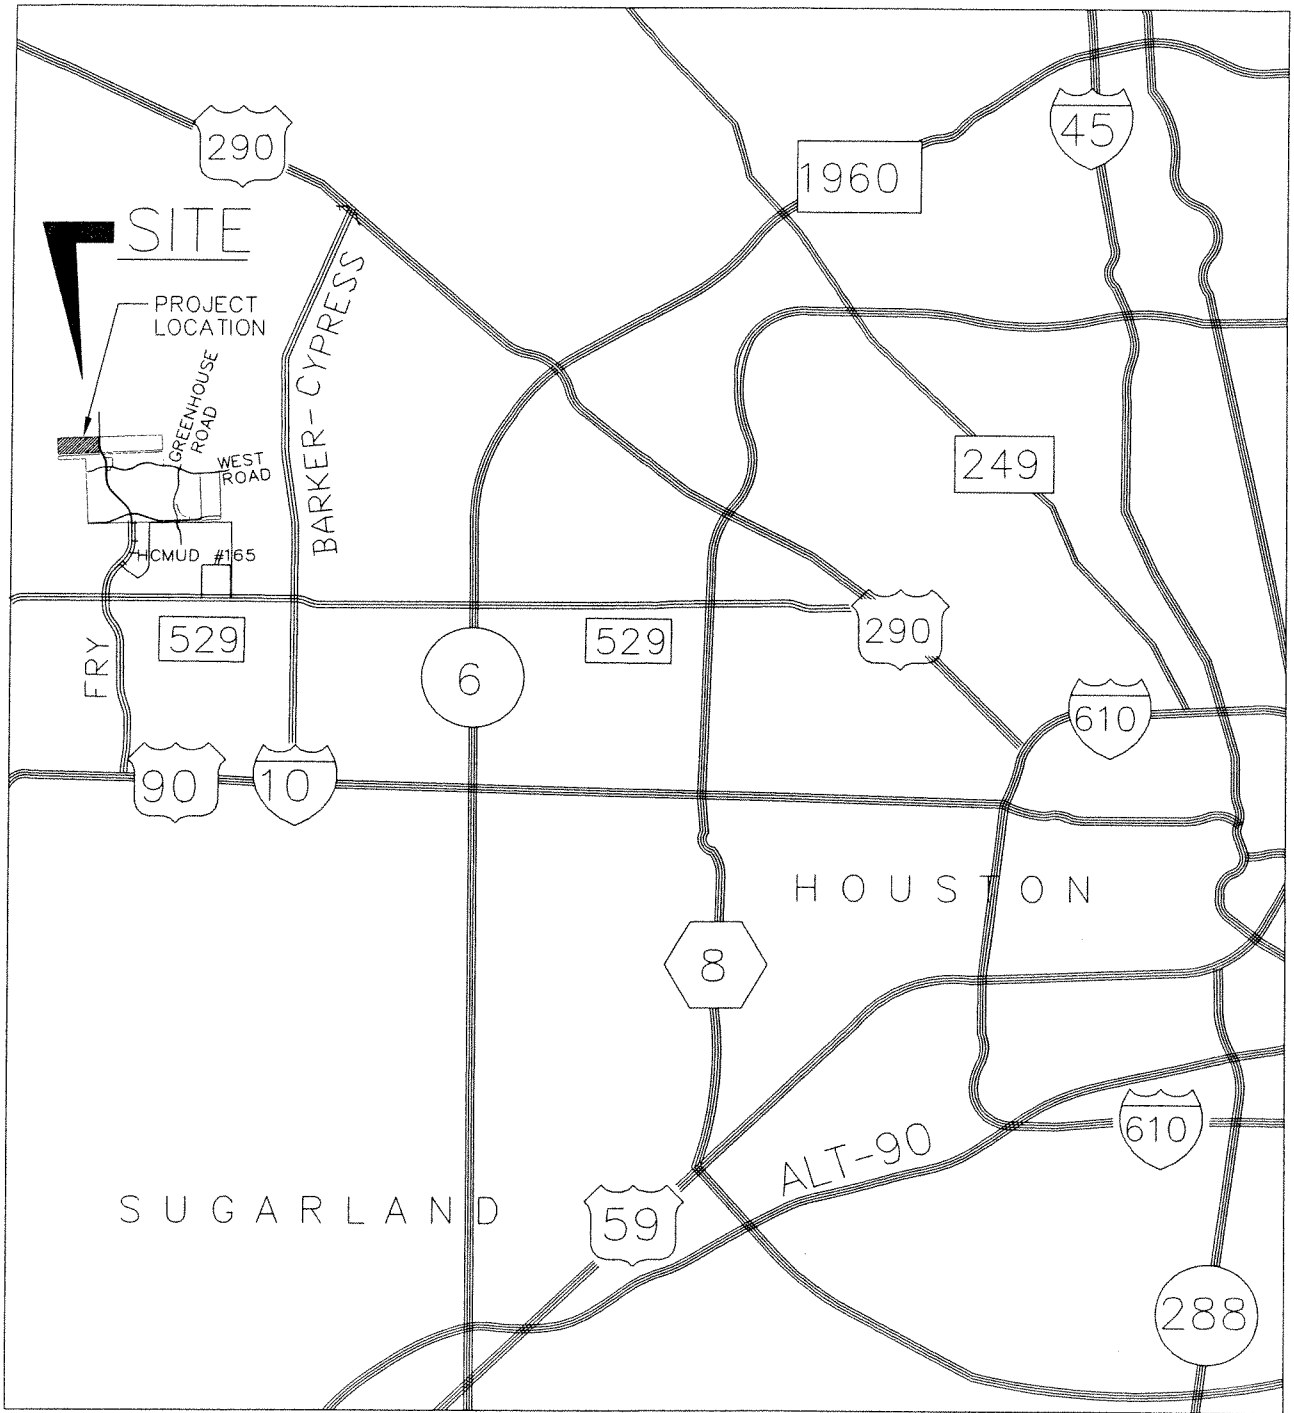 290
45
1960
SITE
PROJECT
LOCATION
GREENHOUSE
ROAD
BARKER-CYPRESS
WEST
ROAD
249
HCMUD #165
529
529
290
FRY
6
610
90
10
HOUSTON
8
ALT-90
610
SUGARLAND
59
288